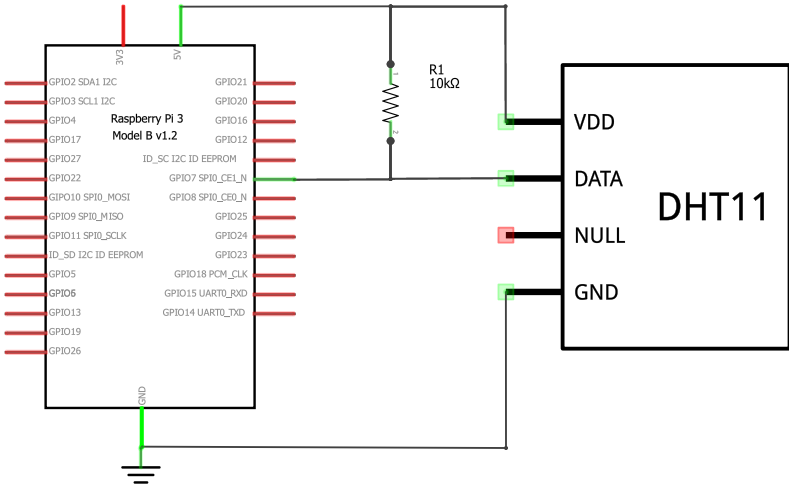 3V3
5V
GPIO2 SDA1 I2C
GPIO3 SCL1 I2C
GPIO4
GPIO17
GPIO27
GPIO22
GIPO10 SPI0_MOSI
GPIO9 SPI0_MISO
GPIO11 SPI0_SCLK
ID_SD I2C ID EEPROM
GPIO5
GPIO6
GPIO13
GPIO19
GPIO26
Raspberry Pi 3
Model B v1.2
GPIO21
GPIO20
GPIO16
GPIO12
ID_SC I2C ID EEPROM
GPIO7 SPI0_CE1_N
GPIO8 SPI0_CE0_N
GPIO25
GPIO24
GPIO23
GPIO18 PCM_CLK
GPIO15 UART0_RXD
GPIO14 UART0_TXD
GND
1
2
R1
10kΩ
VDD
DATA
NULL
GND
DHT11